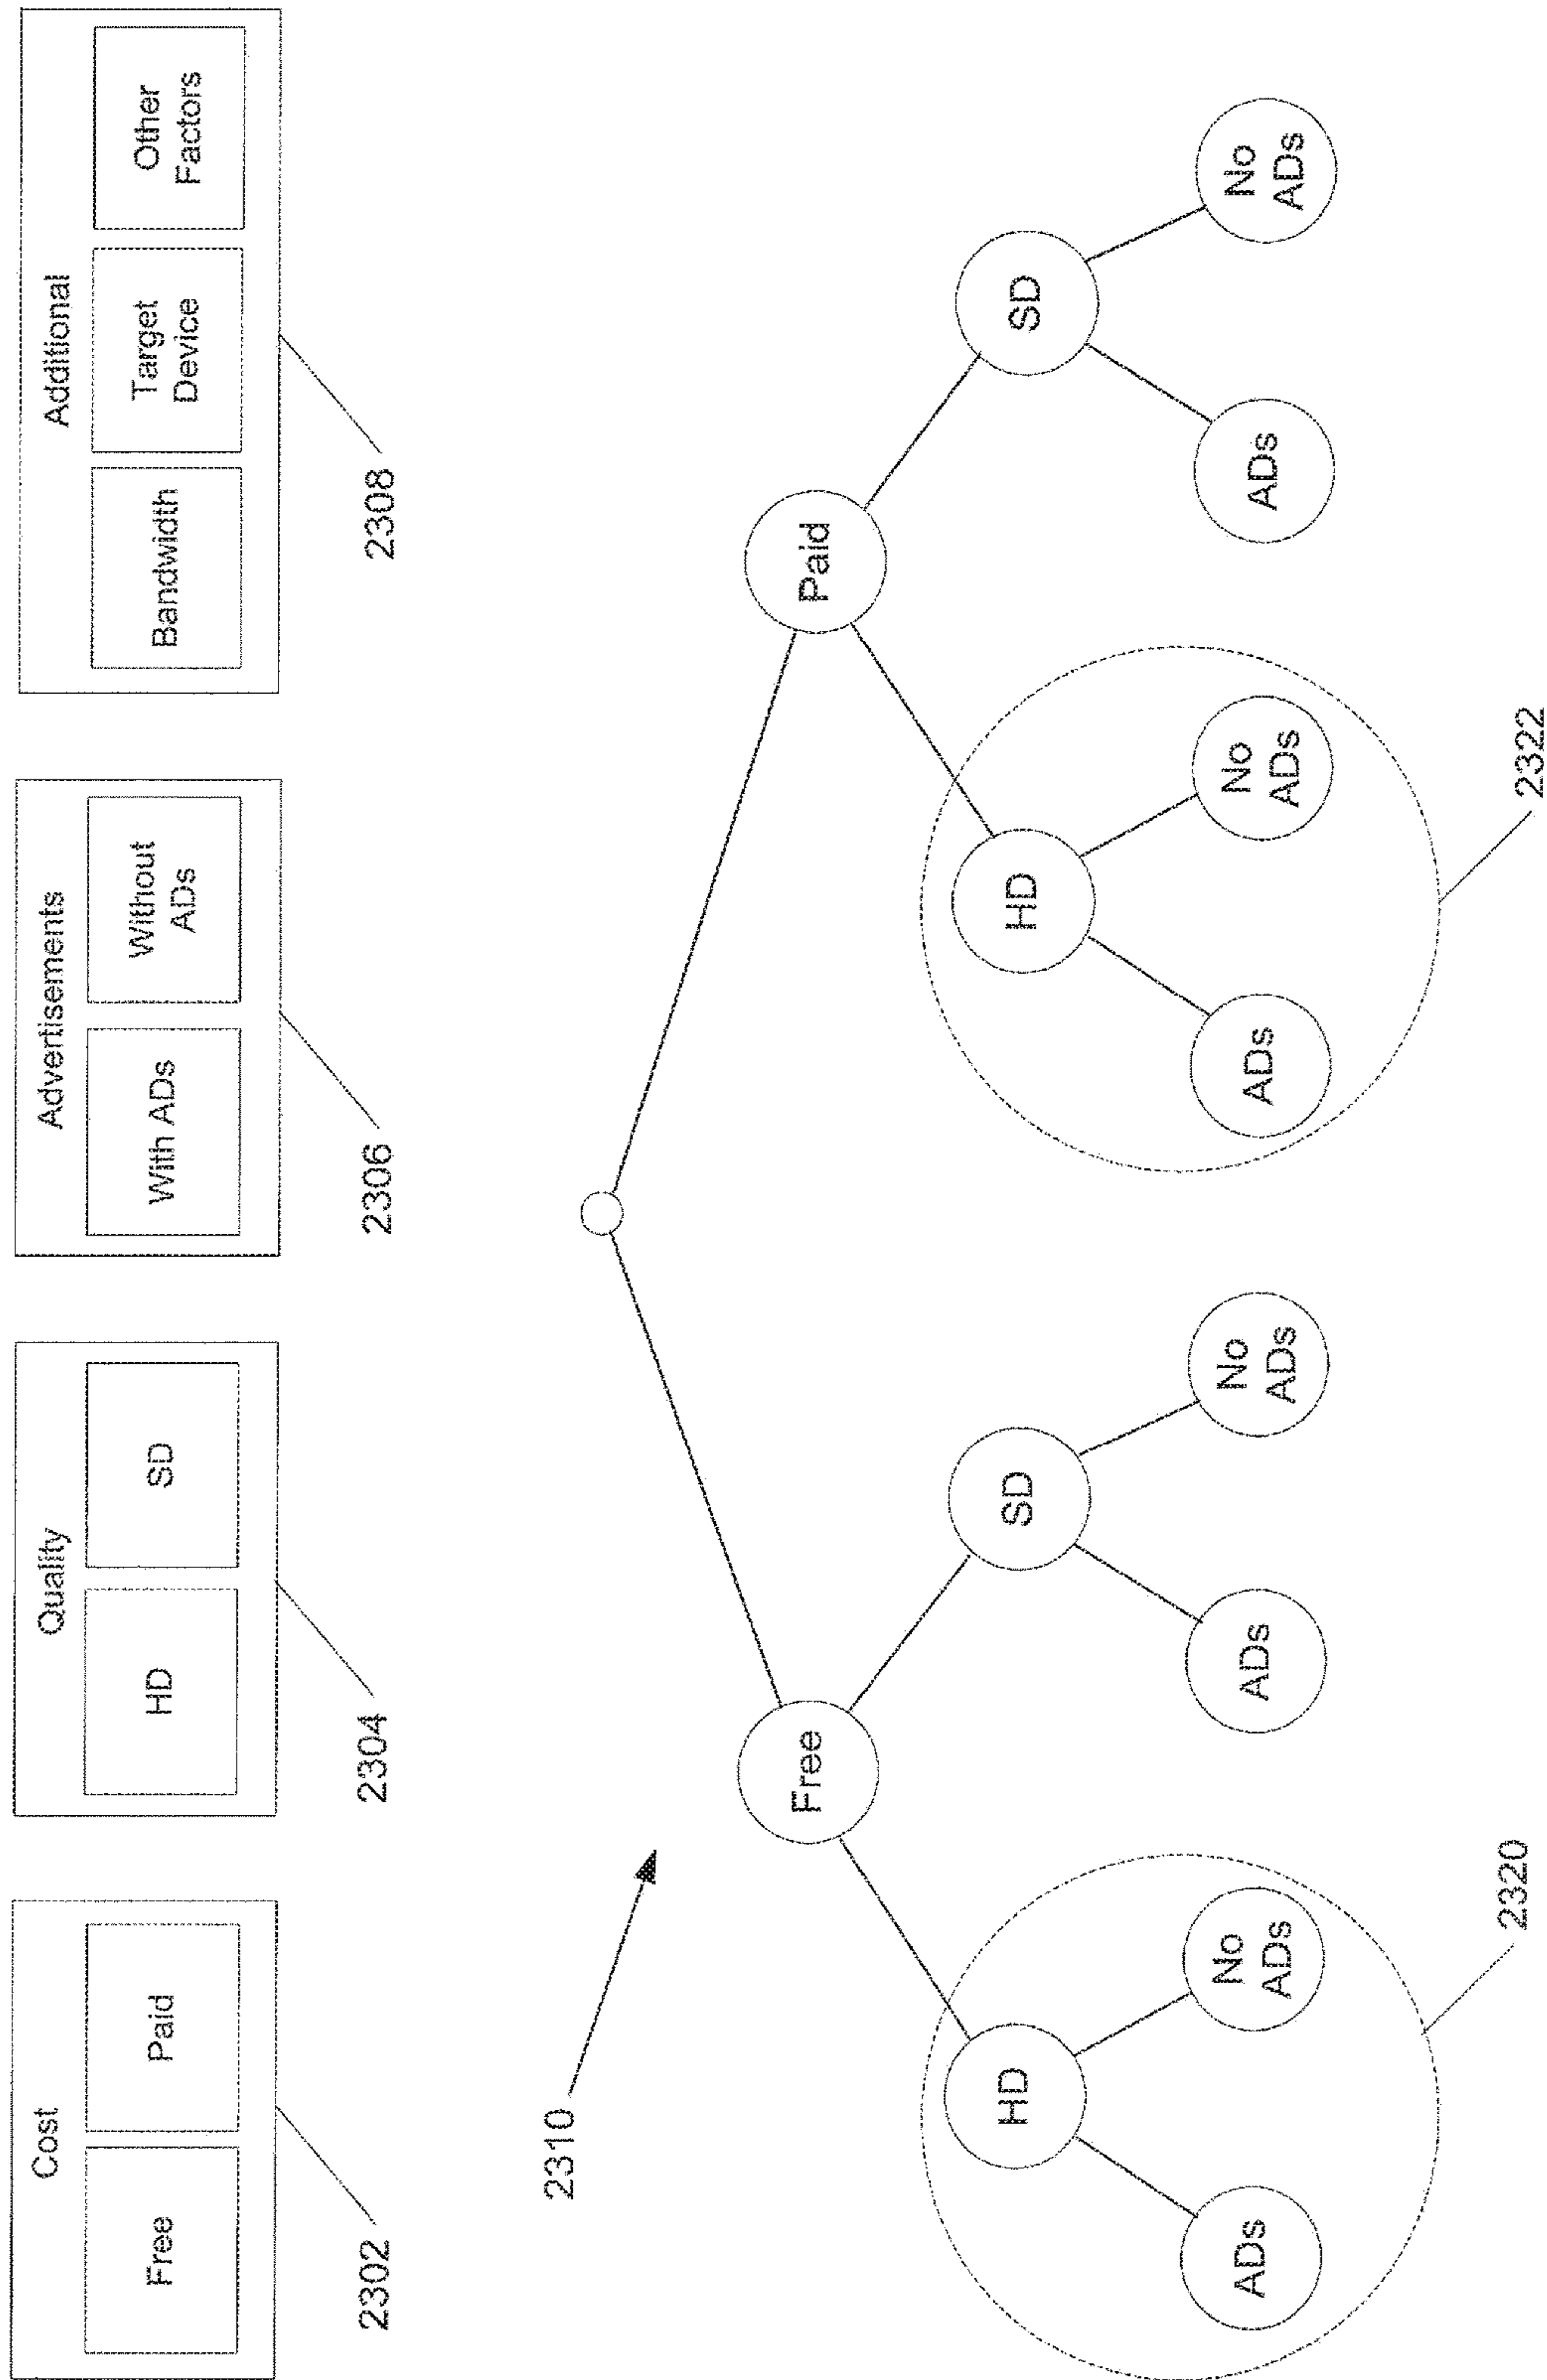 Cost
Free
Paid
2302
Quality
HD
SD
2304
Advertisements
With ADs
Without
ADs
2306
Additional
Bandwidth
Target
Device
Other
Factors
2308
2310
Free
Paid
HD
SD
HD
SD
ADs
No
ADs
ADs
No
ADs
ADs
No
ADs
ADs
No
ADs
2320
2322